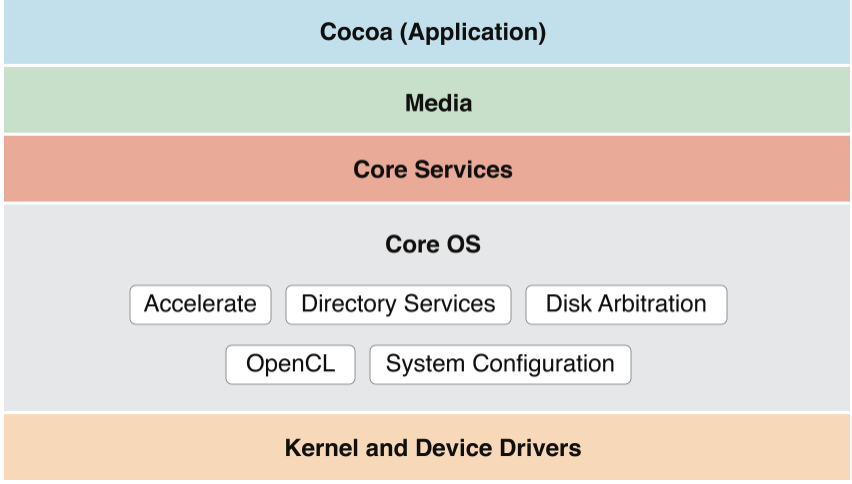 Cocoa (Application)
Media
Core Services
Core OS
Accelerate Directory Services Disk Arbitration
OpenCL System Configuration
Kernel and Device Drivers